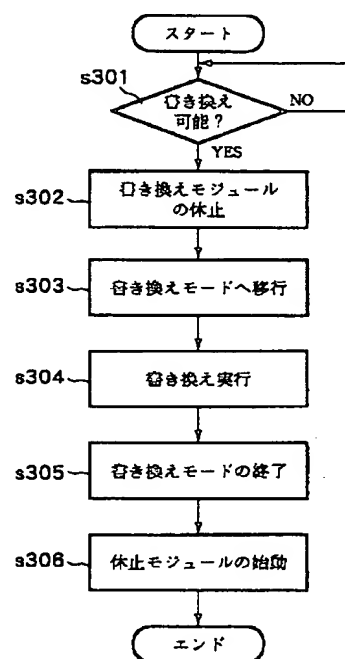 スタート
s301
書き換え
可能?
NO
YES
s302
書き換えモジュール
の休止
s303
書き換えモードへ移行
s304
書き換え実行
s305
書き換えモードの終了
s306
休止モジュールの始動
エンド